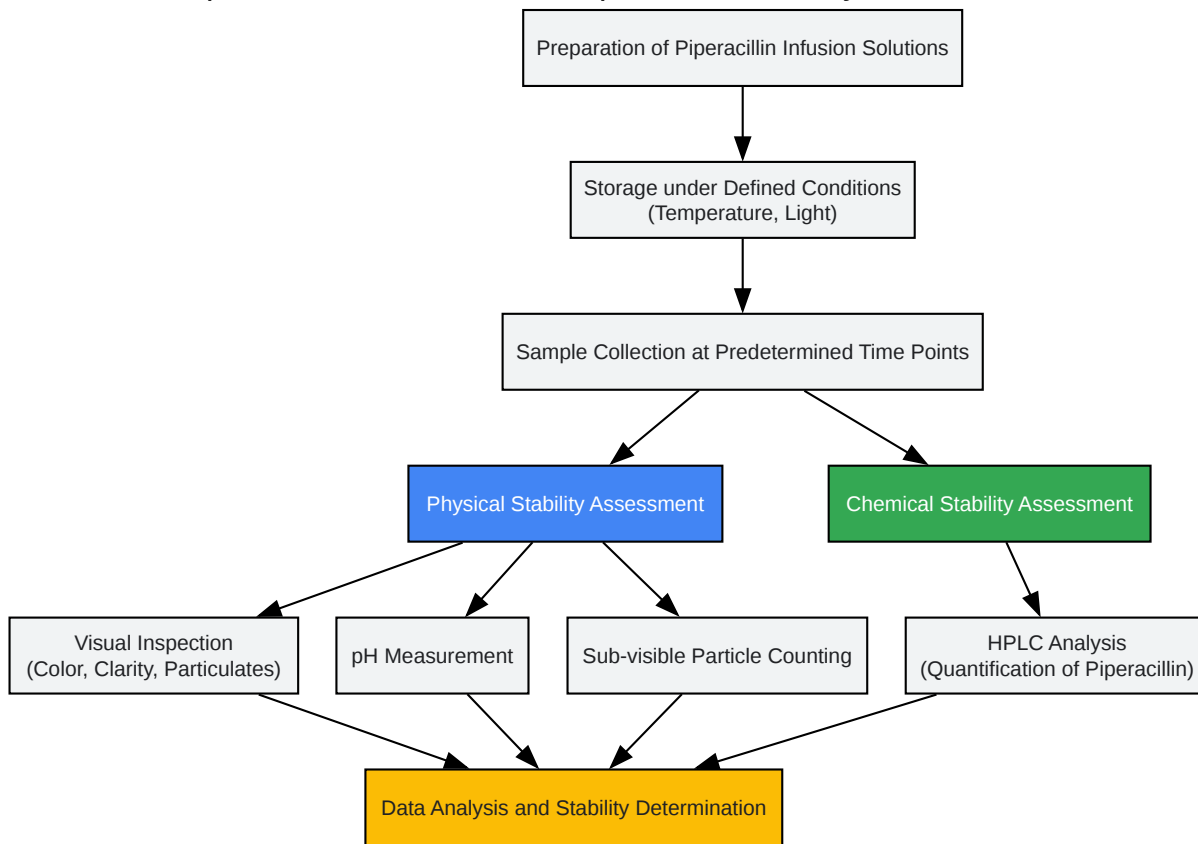 Preparation of Piperacillin Infusion Solutions
Storage under Defined Conditions
(Temperature, Light)
Sample Collection at Predetermined Time Points
Physical Stability Assessment
Chemical Stability Assessment
Visual Inspection
(Color, Clarity, Particulates)
pH Measurement
Sub-visible Particle Counting
HPLC Analysis
(Quantification of Piperacillin)
Data Analysis and Stability Determination